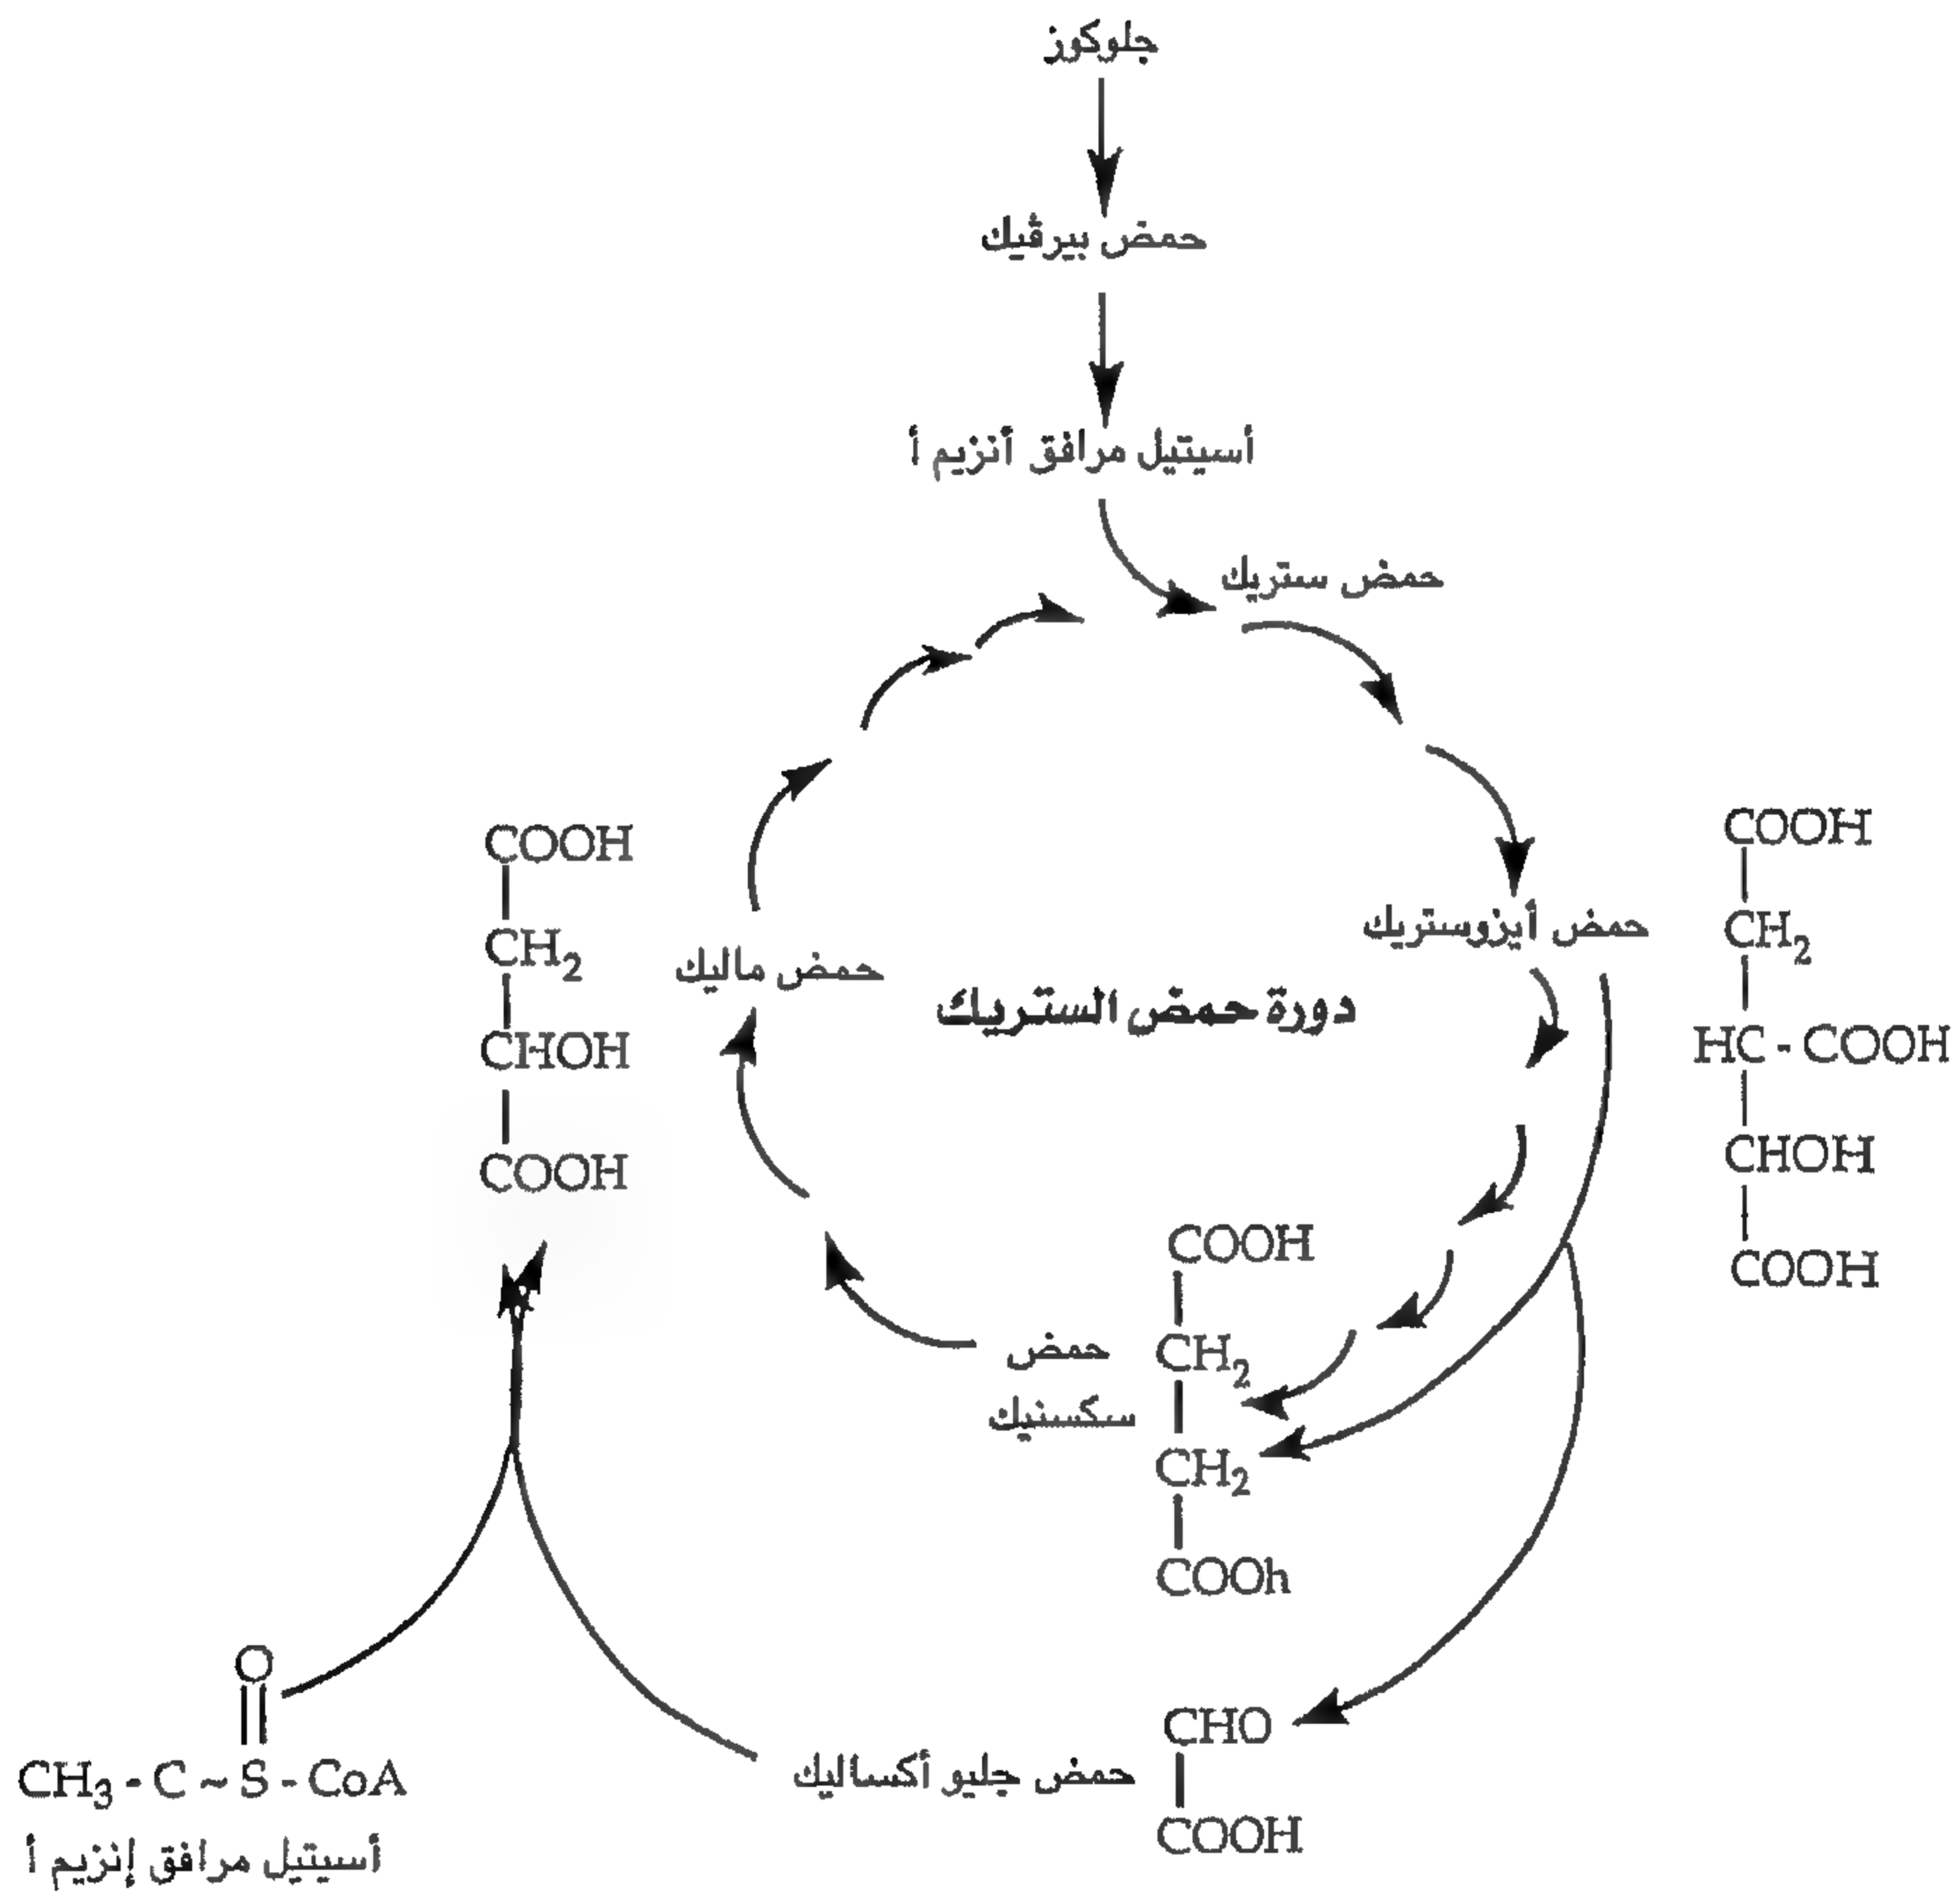 جلوكوز
حمض بيرڤيك
أسيتيل مرافق أنزيم أ
حمض ستريك
COOH
CH2
CHOH
COOH
حمض ماليك
دورة حمض الستريك
حمض أيزوستريك
COOH
CH2
HC - COOH
CHOH
COOH
COOH
CH2
CH2
COOh
حمض
سكسنيك
CHO
COOH
حمض جليو أكساليك
O
CH3 - C ~ S - CoA
أسيتيل مرافق إنزيم أ